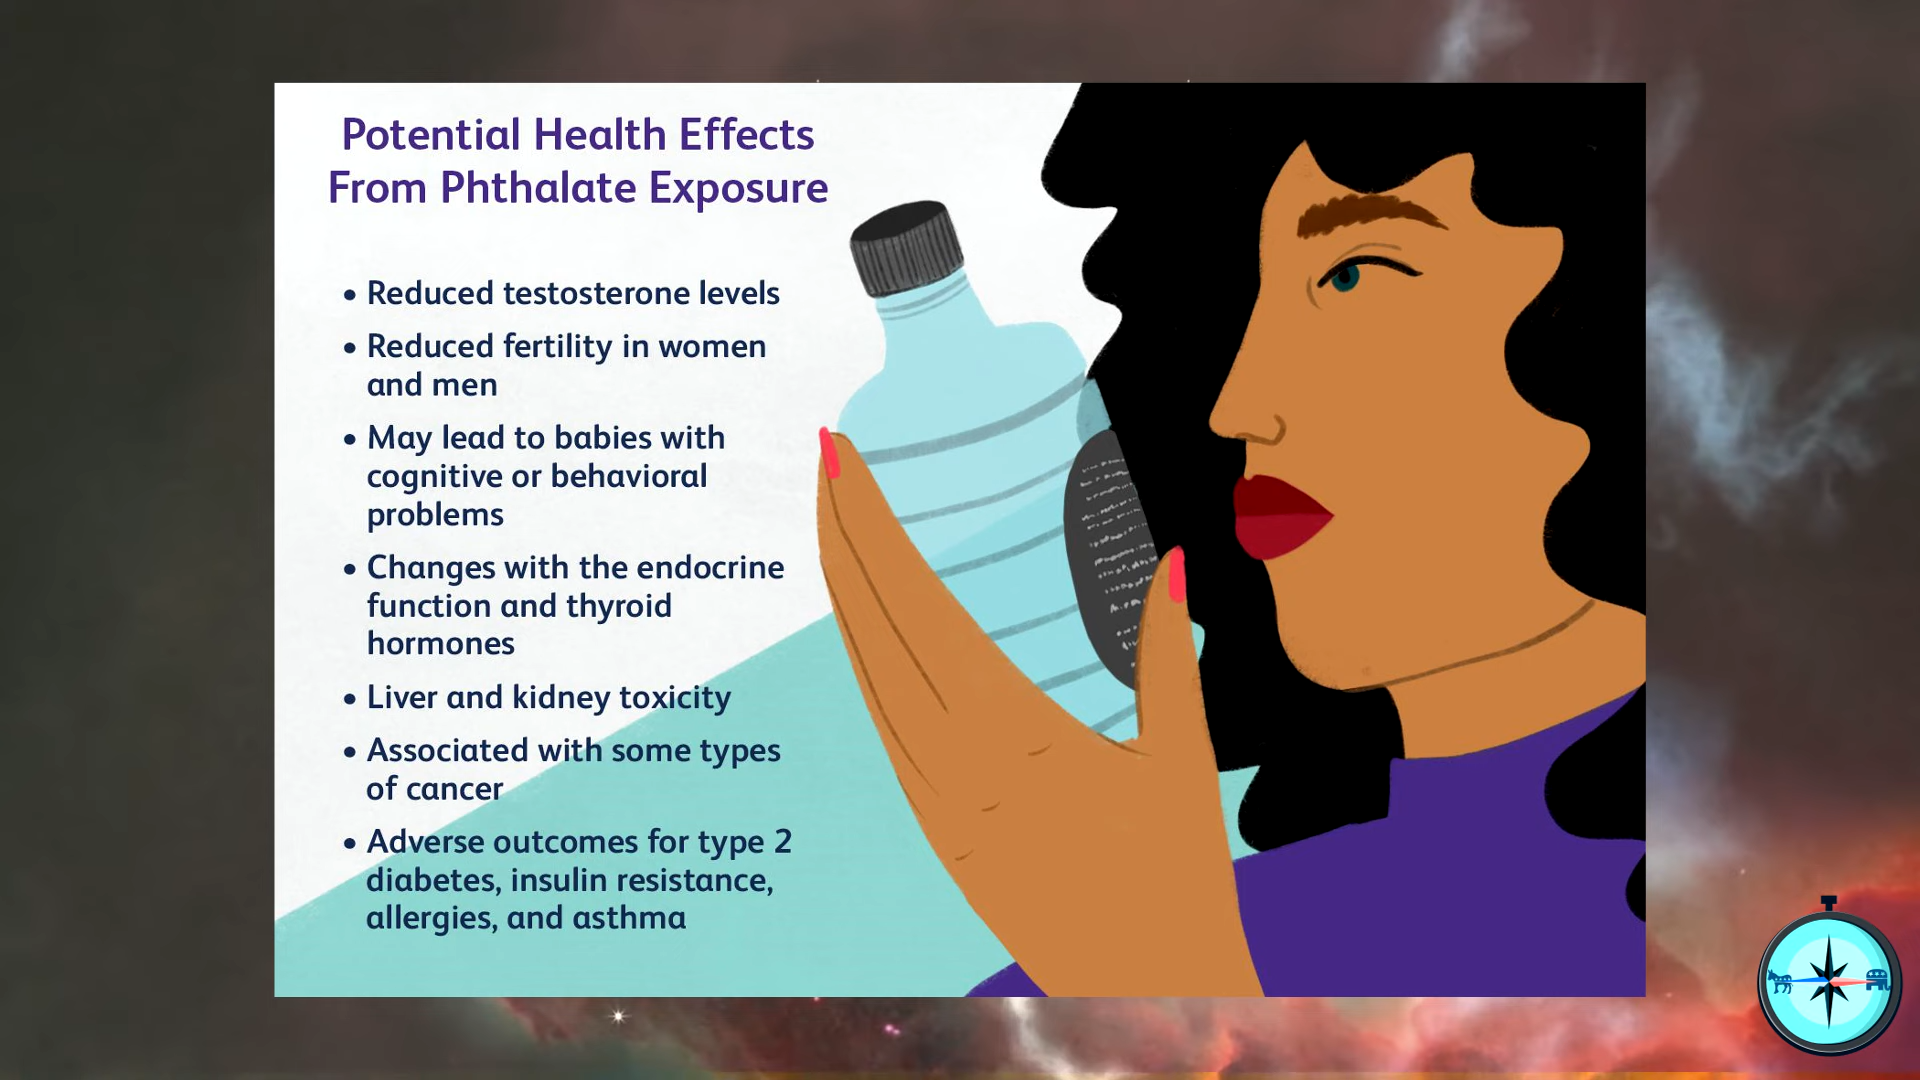 Potential Health Effects
From Phthalate Exposure
• Reduced testosterone levels
• Reduced fertility in women
and men
• May lead to babies with
cognitive or behavioral
problems
• Changes with the endocrine
function and thyroid
hormones
• Liver and kidney toxicity
• Associated with some types
of cancer
• Adverse outcomes for type 2
diabetes, insulin resistance,
allergies, and asthma